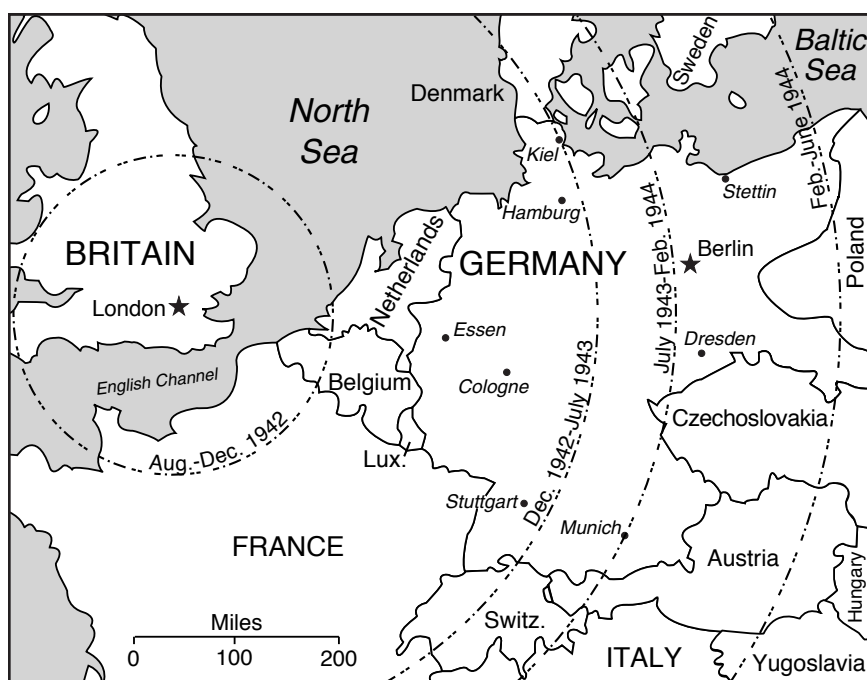 Baltic
Sea
Sweden
North
Sea
Denmark
Kiel
Stettin
Hamburg
Feb.-June 1944
BRITAIN
London
Netherlands
GERMANY
Berlin
Poland
July 1943-Feb. 1944
Essen
Dresden
Cologne
English Channel
Belgium
Czechoslovakia
Aug.-Dec. 1942
Lux.
Dec. 1942-July 1943
Stuttgart
Munich
FRANCE
Austria
Hungary
Switz.
Miles
0 100 200
ITALY
Yugoslavia